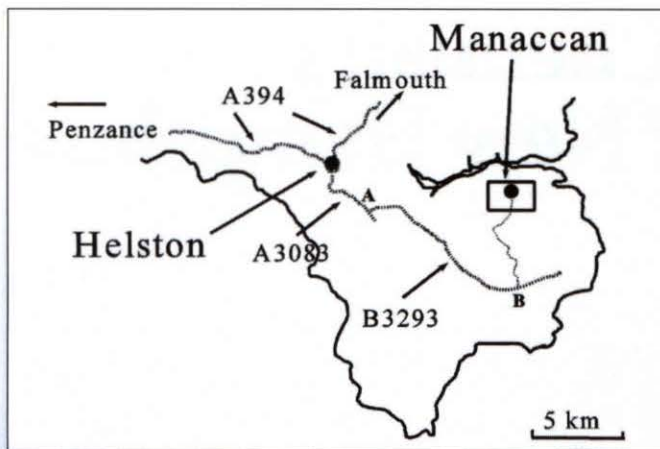 Manaccan
Falmouth
A394
Penzance
A
Helston
A3083
B3293
B
5 km